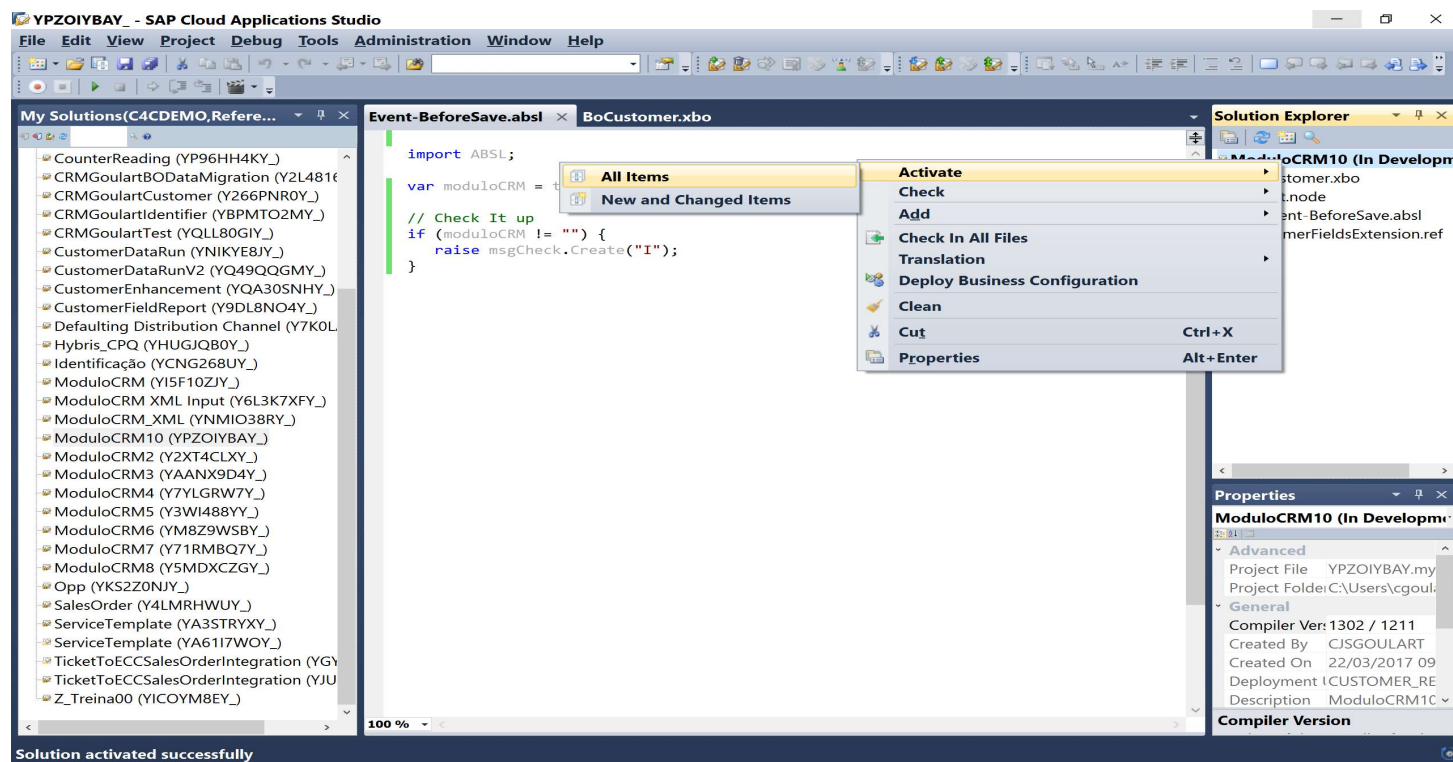 YPZOIYBAY_ - SAP Cloud Applications Studio
File Edit View Project Debug Tools Administration Window Help
My Solutions(C4CDEMO,Refere...
CounterReading (YP96HH4KY_)
CRMGoulartBODataMigration (Y2L4816
CRMGoulartCustomer (Y266PNR0Y_)
CRMGoulartIdentifier (YBPMTO2MY_)
CRMGoulartTest (YQLL80GIY_)
CustomerDataRun (YNIKYE8JY_)
CustomerDataRunV2 (YQ49QQGMY_)
CustomerEnhancement (YQA30SNHY_)
CustomerFieldReport (Y9DL8NO4Y_)
Defaulting Distribution Channel (Y7K0L
Hybris_CPQ (YHUGJQB0Y_)
Identificação (YCNG268UY_)
ModuloCRM (YI5F10ZJY_)
ModuloCRM XML Input (Y6L3K7XFY_)
ModuloCRM_XML (YNMIO38RY_)
ModuloCRM10 (YPZOIYBAY_)
ModuloCRM2 (Y2XT4CLXY_)
ModuloCRM3 (YAANX9D4Y_)
ModuloCRM4 (Y7YLGRW7Y_)
ModuloCRM5 (Y3WI488YY_)
ModuloCRM6 (YM8Z9WSBY_)
ModuloCRM7 (Y71RMBQ7Y_)
ModuloCRM8 (Y5MDXCZGY_)
Opp (YKS2Z0NJY_)
SalesOrder (Y4LMRHWUY_)
ServiceTemplate (YA3STRYXY_)
ServiceTemplate (YA61I7WOY_)
TicketToECCSalesOrderIntegration (YGY
TicketToECCSalesOrderIntegration (YJU
Z_Treina00 (YICOYM8EY_)
Event-BeforeSave.absl BoCustomer.xbo
import ABSL;
var moduloCRM = t
// Check It up
if (moduloCRM != "") {
raise msgCheck.Create("I");
}
100 %
All Items
New and Changed Items
Activate
Check
Add
Check In All Files
Translation
Deploy Business Configuration
Clean
Cut Ctrl+X
Properties Alt+Enter
Solution Explorer
ModuloCRM10 (In Developm
stomer.xbo
t.node
ent-BeforeSave.absl
merFieldsExtension.ref
Properties
ModuloCRM10 (In Developme
Advanced
Project File YPZOIYBAY.my
Project Folder C:\Users\cgoula
General
Compiler Vers 1302 / 1211
Created By CJSGOULART
Created On 22/03/2017 09
Deployment U CUSTOMER_RE
Description ModuloCRM10
Compiler Version
Solution activated successfully